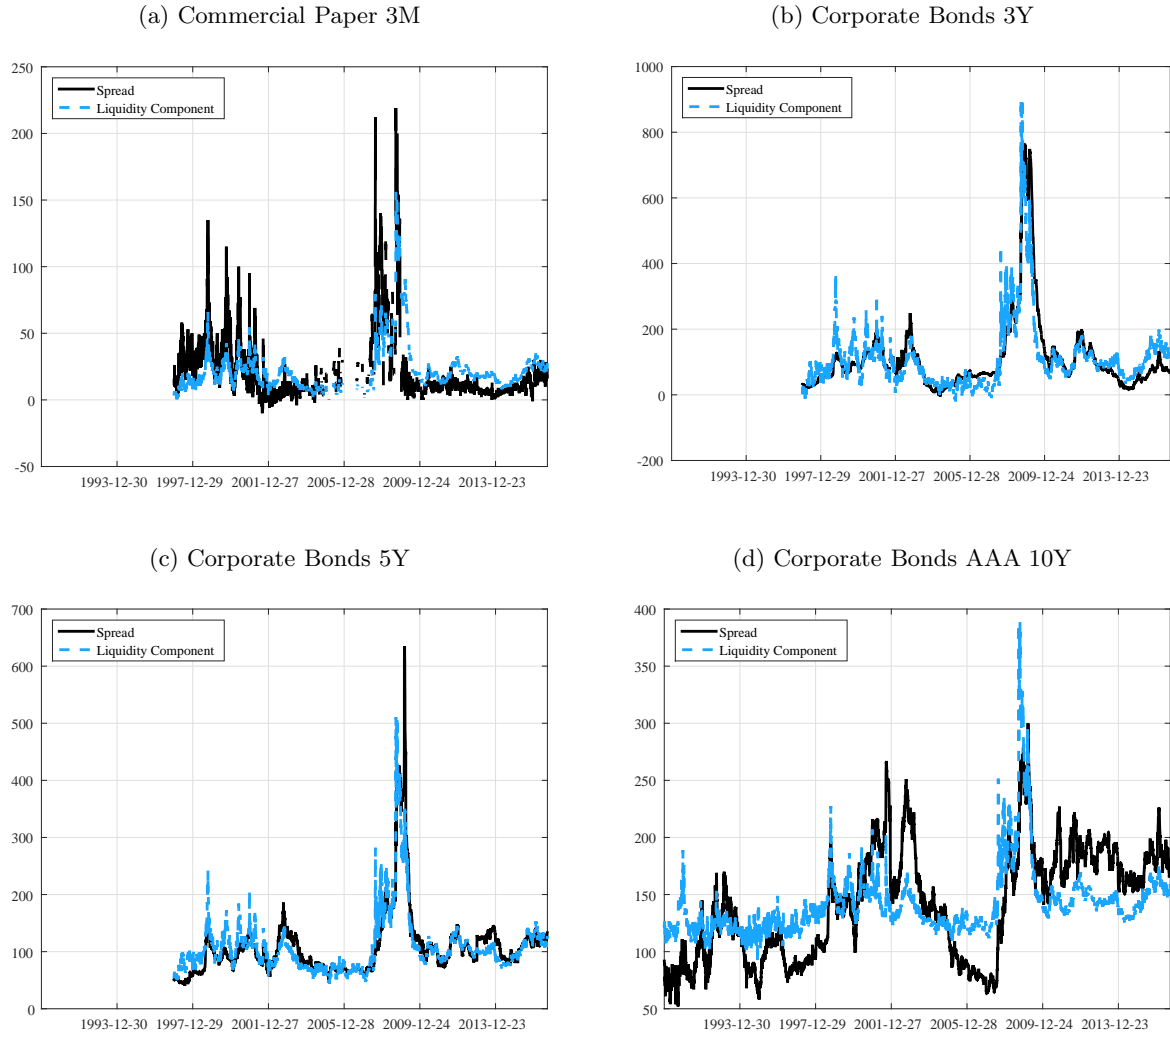 (a) Commercial Paper 3M
250
200
150
100
50
0
-50
Spread
Liquidity Component
1993-12-30 1997-12-29 2001-12-27 2005-12-28 2009-12-24 2013-12-23
(b) Corporate Bonds 3Y
1000
800
600
400
200
0
-200
Spread
Liquidity Component
1993-12-30 1997-12-29 2001-12-27 2005-12-28 2009-12-24 2013-12-23
(c) Corporate Bonds 5Y
700
600
500
400
300
200
100
0
Spread
Liquidity Component
1993-12-30 1997-12-29 2001-12-27 2005-12-28 2009-12-24 2013-12-23
(d) Corporate Bonds AAA 10Y
400
350
300
250
200
150
100
50
Spread
Liquidity Component
1993-12-30 1997-12-29 2001-12-27 2005-12-28 2009-12-24 2013-12-23